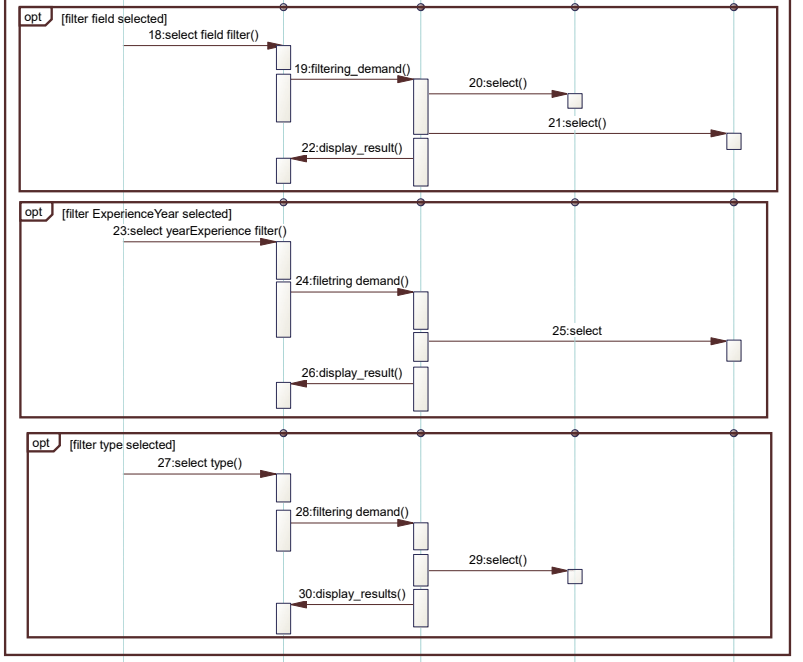 opt [filter field selected]
18:select field filter()
19:filtering_demand()
20:select()
21:select()
22:display_result()
opt [filter ExperienceYear selected]
23:select yearExperience filter()
24:filetring demand()
25:select
26:display_result()
opt [filter type selected]
27:select type()
28:filtering demand()
29:select()
30:display_results()